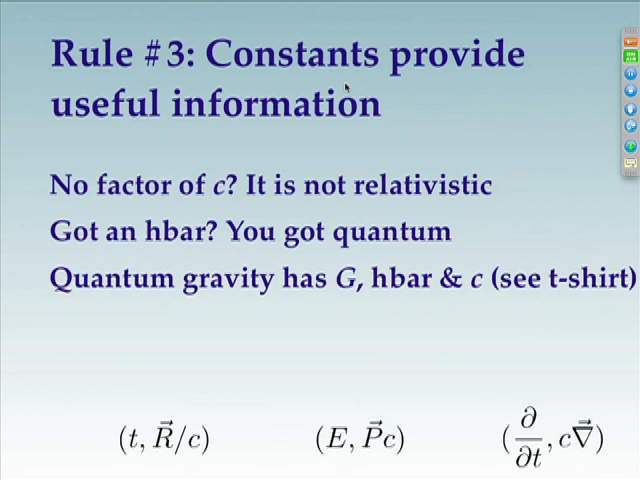 Rule #3: Constants provide
useful information
No factor of c? It is not relativistic
Got an hbar? You got quantum
Quantum gravity has G, hbar & c (see t-shirt)
(t, R⃗/c) (E, P⃗c) (∂/∂t, c∇⃗)